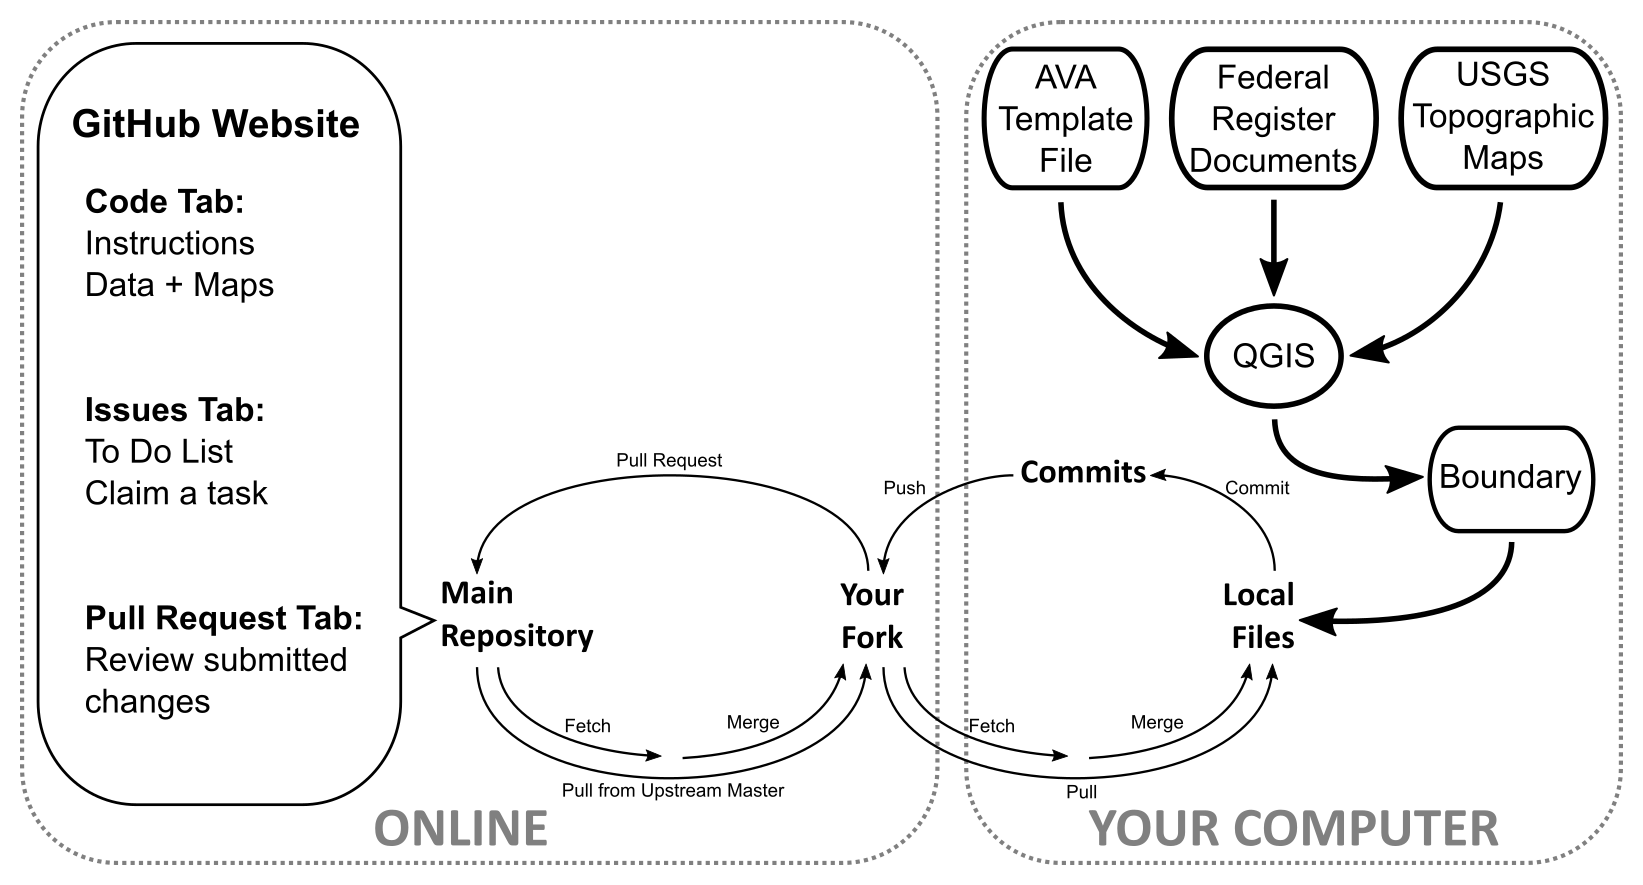 GitHub Website
Code Tab:
Instructions
Data + Maps
Issues Tab:
To Do List
Claim a task
Pull Request Tab:
Review submitted
changes
Pull Request
Main
Repository
Fetch
Merge
Pull from Upstream Master
Your
Fork
ONLINE
AVA
Template
File
Federal
Register
Documents
USGS
Topographic
Maps
QGIS
Boundary
Push
Commits
Commit
Local
Files
Fetch
Merge
Pull
YOUR COMPUTER